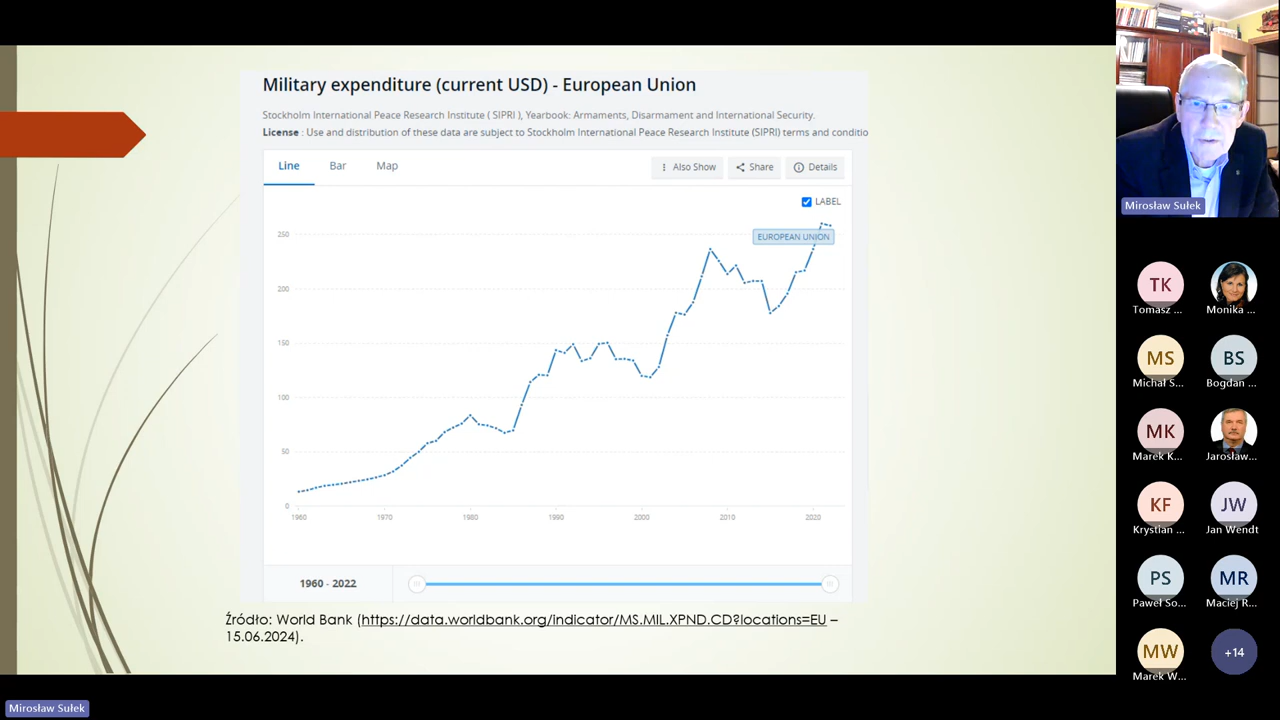 Military expenditure (current USD) - European Union
Stockholm International Peace Research Institute ( SIPRI ), Yearbook: Armaments, Disarmament and International Security.
License : Use and distribution of these data are subject to Stockholm International Peace Research Institute (SIPRI) terms and conditio
Line Bar Map
Also Show Share Details
LABEL
EUROPEAN UNION
250
200
150
100
50
0
1960 1970 1980 1990 2000 2010 2020
1960 - 2022
Źródło: World Bank (https://data.worldbank.org/indicator/MS.MIL.XPND.CD?locations=EU –
15.06.2024).
Mirosław Sułek
TK
Tomasz ... Monika ...
MS BS
Michał S... Bogdan ...
MK
Marek K... Jarosław...
KF JW
Krystian ... Jan Wendt
PS MR
Paweł So... Maciej R...
MW +14
Marek W...
Mirosław Sułek